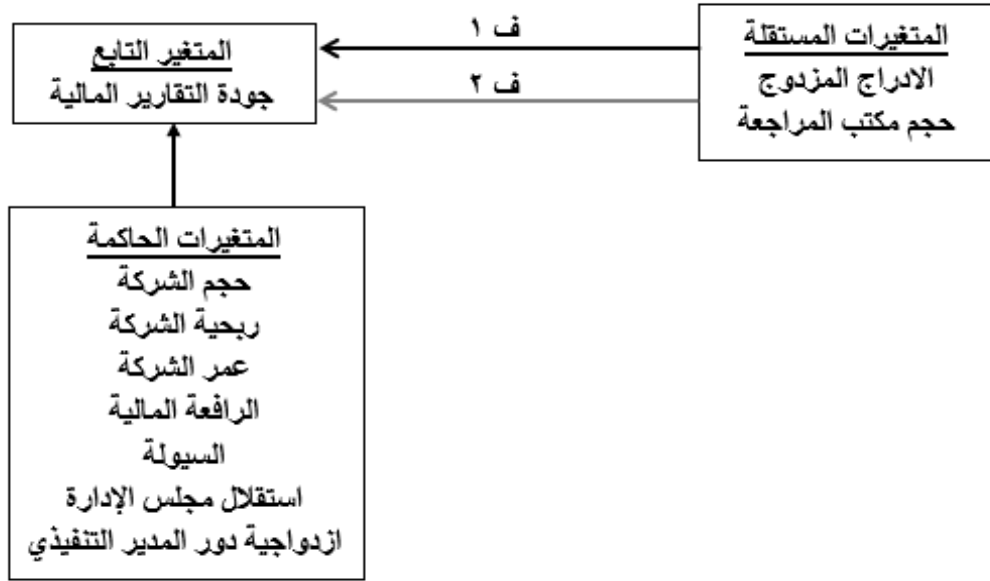 المتغيرات المستقلة
الادراج المزدوج
حجم مكتب المراجعة
ف ١
ف ٢
المتغير التابع
جودة التقارير المالية
المتغيرات الحاكمة
حجم الشركة
ربحية الشركة
عمر الشركة
الرافعة المالية
السيولة
استقلال مجلس الإدارة
ازدواجية دور المدير التنفيذي